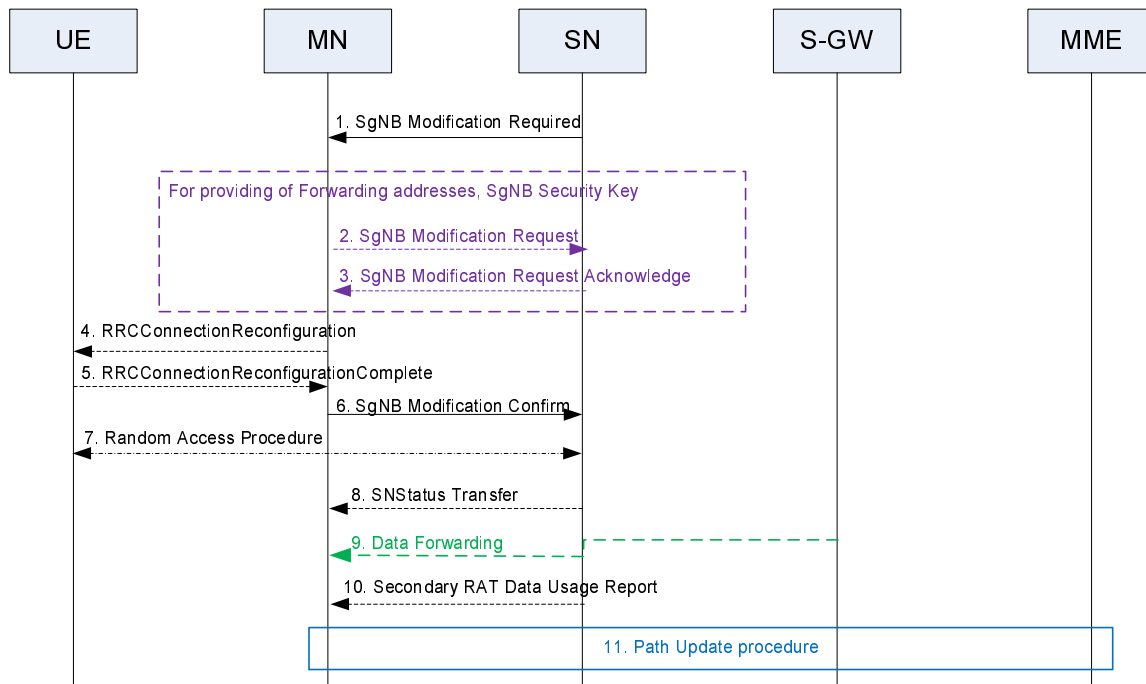 UE MN SN S-GW MME
1. SgNB Modification Required
For providing of Forwarding addresses, SgNB Security Key
2. SgNB Modification Request
3. SgNB Modification Request Acknowledge
4. RRCConnectionReconfiguration
5. RRCConnectionReconfigurationComplete
6. SgNB Modification Confirm
7. Random Access Procedure
8. SNStatus Transfer
9. Data Forwarding
10. Secondary RAT Data Usage Report
11. Path Update procedure